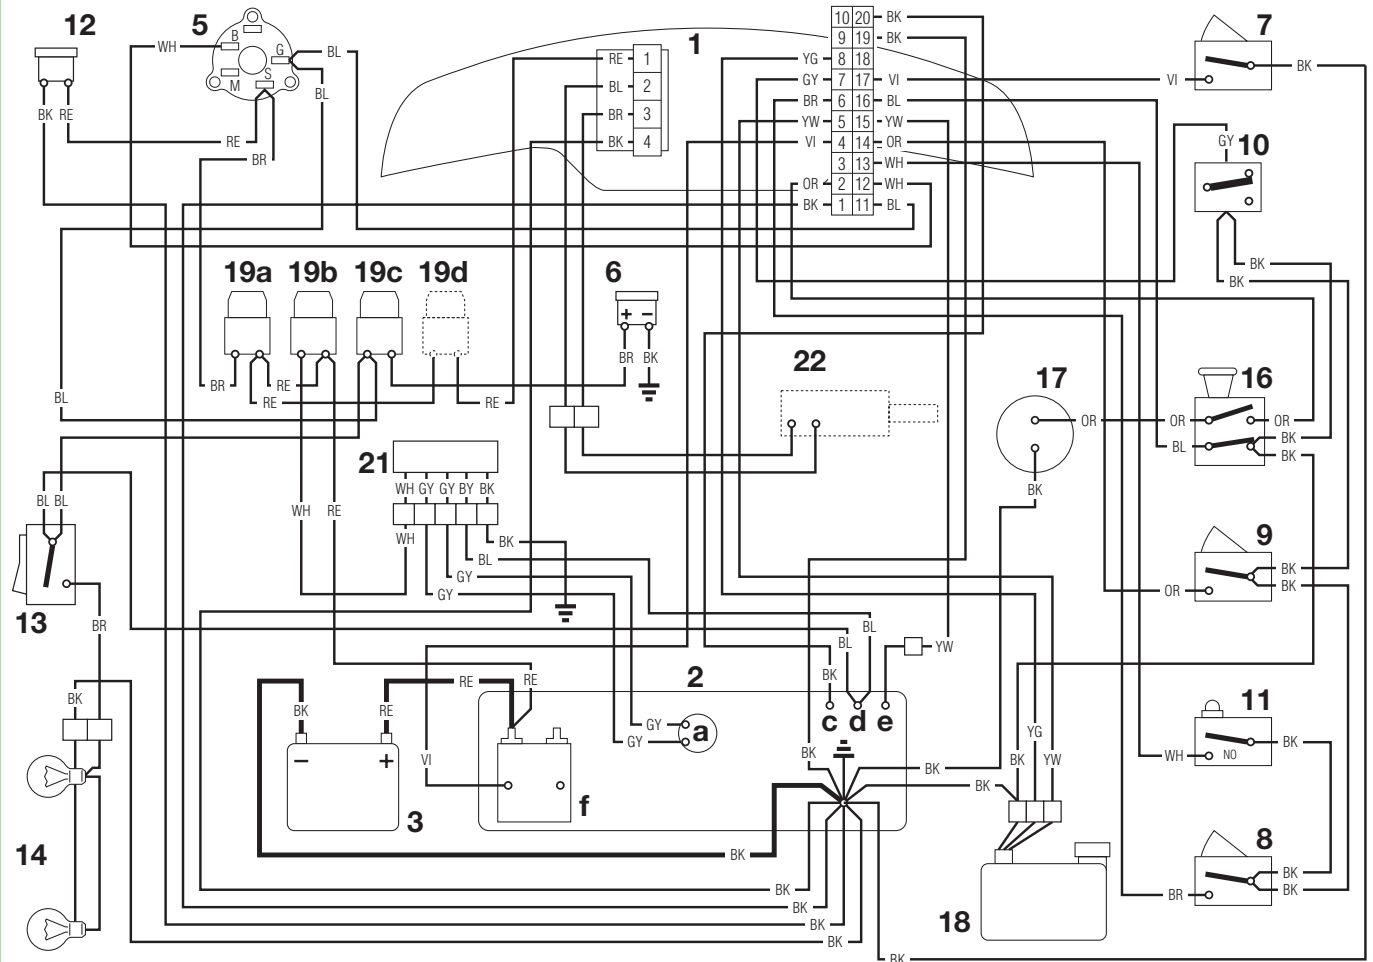 12
5
B
G
M
S
WH
BL
BL
BK RE
RE
BR
1
RE 1
BL 2
BR 3
BK 4
10 20 BK
9 19 BK
YG 8 18
GY 7 17 VI
BR 6 16 BL
YW 5 15 YW
VI 4 14 OR
3 13 WH
OR 2 12 WH
BK 1 11 BL
7
VI
BK
10
GY
BK
BK
19a 19b 19c 19d
6
+ −
BR BK
BR
RE
RE
RE
BL
22
17
OR
BK
16
OR
OR
BL
BK
BK
21
WH GY GY BY BK
WH
BK
BL
GY
GY
WH RE
BL BL
13
BR
9
BK
BK
OR
BL
BL
YW
BK
2
RE
RE
BK
RE
− +
3
VI
GY
GY
a
c d e
f
BK
BK
BK
BK
YG
YW
BK
14
11
NO
WH
BK
8
BK
BK
BR
18
BK
BK
BK
BK
BK
BK